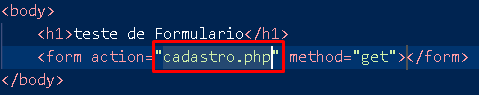 <body>
<h1>teste de Formulario</h1>
<form action="cadastro.php" method="get"></form>
</body>